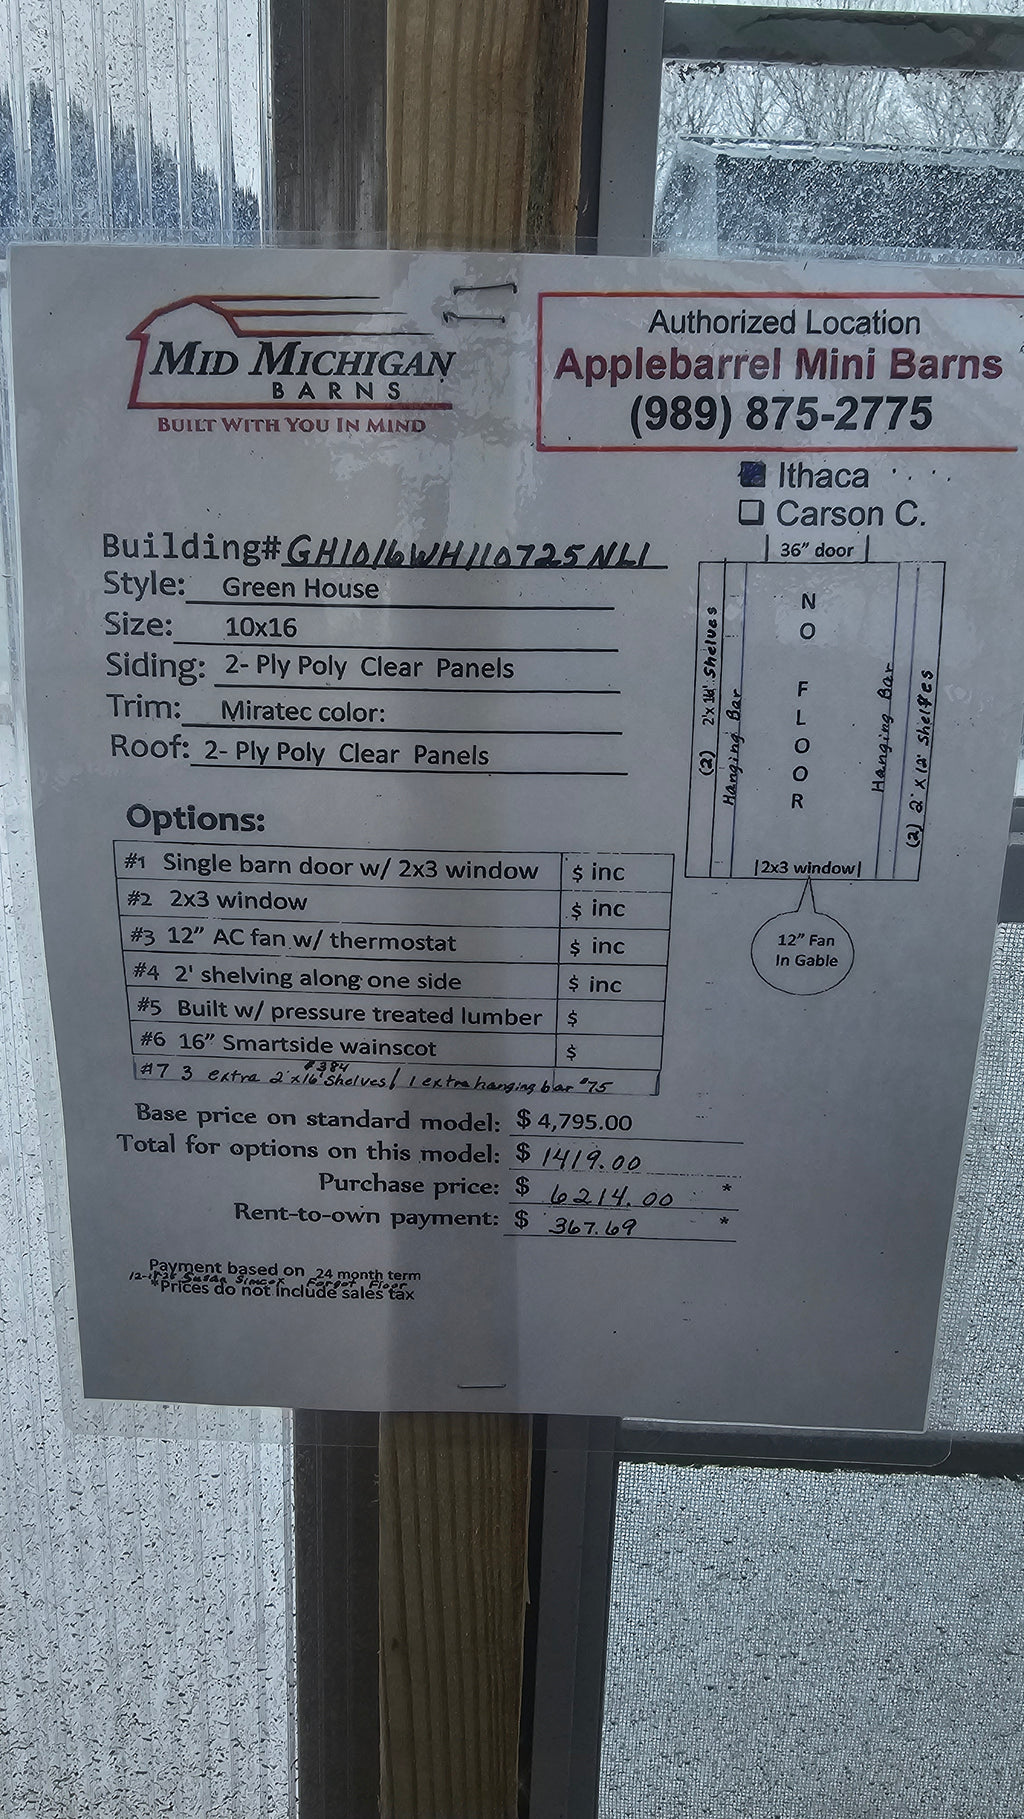 MID MICHIGAN
BARNS
BUILT WITH YOU IN MIND
Authorized Location
Applebarrel Mini Barns
(989) 875-2775
Ithaca
Carson C.
Building# GH1016WH110725NL1
Style: Green House
Size: 10x16
Siding: 2- Ply Poly Clear Panels
Trim: Miratec color:
Roof: 2- Ply Poly Clear Panels
36" door
(2) Shelves
Hanging Bar
NO FLOOR
Hanging Bar
(2) 2' x 12' Shelves
2x3 window
12" Fan
In Gable
Options:
#1 Single barn door w/ 2x3 window $ inc
#2 2x3 window $ inc
#3 12" AC fan w/ thermostat $ inc
#4 2' shelving along one side $ inc
#5 Built w/ pressure treated lumber $
#6 16" Smartside wainscot $
#7 3 extra 2'x16' shelves $384 / 1 extra hanging bar $75
Base price on standard model: $ 4,795.00
Total for options on this model: $ 1419.00
Purchase price: $ 6214.00 *
Rent-to-own payment: $ 367.69 *
Payment based on 24 month term
Forgot Floor
*Prices do not include sales tax